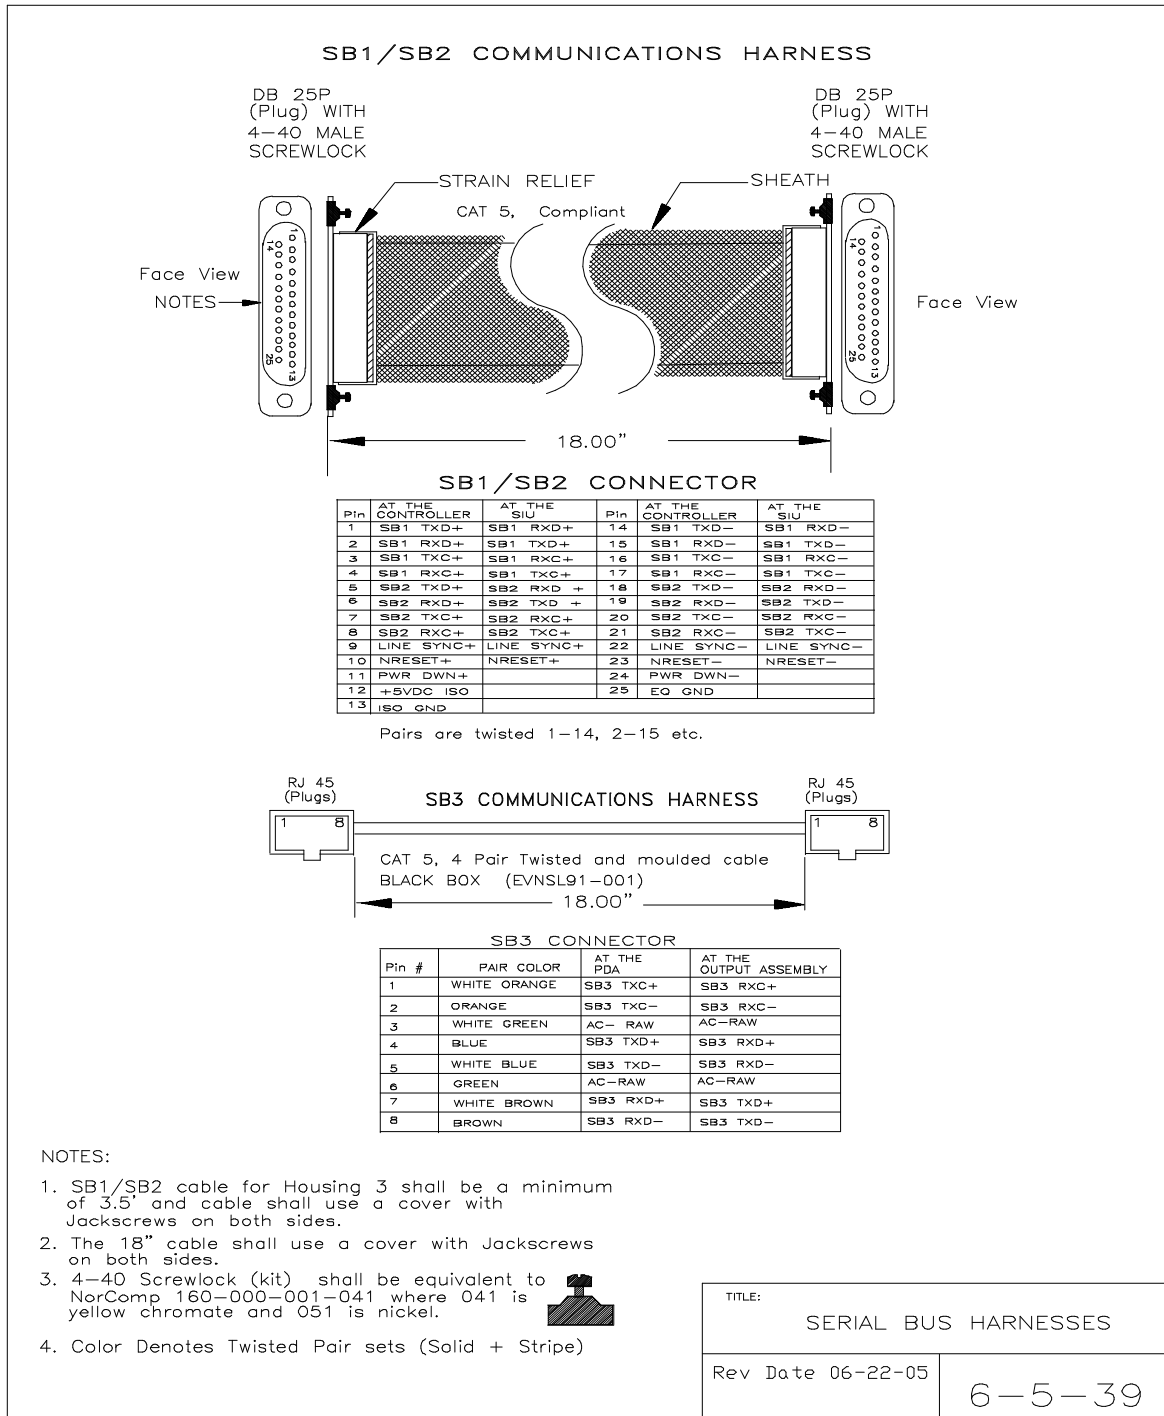 SB1/SB2 COMMUNICATIONS HARNESS
DB 25P
(Plug) WITH
4-40 MALE
SCREWLOCK
DB 25P
(Plug) WITH
4-40 MALE
SCREWLOCK
STRAIN RELIEF
SHEATH
CAT 5, Compliant
Face View
NOTES
1
14
25
13
1
14
25
13
Face View
18.00"
SB1/SB2 CONNECTOR
Pin AT THE CONTROLLER AT THE SIU Pin AT THE CONTROLLER AT THE SIU
1 SB1 TXD+ SB1 RXD+ 14 SB1 TXD- SB1 RXD-
2 SB1 RXD+ SB1 TXD+ 15 SB1 RXD- SB1 TXD-
3 SB1 TXC+ SB1 RXC+ 16 SB1 TXC- SB1 RXC-
4 SB1 RXC+ SB1 TXC+ 17 SB1 RXC- SB1 TXC-
5 SB2 TXD+ SB2 RXD + 18 SB2 TXD- SB2 RXD-
6 SB2 RXD+ SB2 TXD + 19 SB2 RXD- SB2 TXD-
7 SB2 TXC+ SB2 RXC+ 20 SB2 TXC- SB2 RXC-
8 SB2 RXC+ SB2 TXC+ 21 SB2 RXC- SB2 TXC-
9 LINE SYNC+ LINE SYNC+ 22 LINE SYNC- LINE SYNC-
10 NRESET+ NRESET+ 23 NRESET- NRESET-
11 PWR DWN+ 24 PWR DWN-
12 +5VDC ISO 25 EQ GND
13 ISO GND
Pairs are twisted 1-14, 2-15 etc.
RJ 45
(Plugs)
SB3 COMMUNICATIONS HARNESS
RJ 45
(Plugs)
1 8
1 8
CAT 5, 4 Pair Twisted and moulded cable
BLACK BOX (EVNSL91-001)
18.00"
SB3 CONNECTOR
Pin # PAIR COLOR AT THE PDA AT THE OUTPUT ASSEMBLY
1 WHITE ORANGE SB3 TXC+ SB3 RXC+
2 ORANGE SB3 TXC- SB3 RXC-
3 WHITE GREEN AC- RAW AC-RAW
4 BLUE SB3 TXD+ SB3 RXD+
5 WHITE BLUE SB3 TXD- SB3 RXD-
6 GREEN AC-RAW AC-RAW
7 WHITE BROWN SB3 RXD+ SB3 TXD+
8 BROWN SB3 RXD- SB3 TXD-
NOTES:
1. SB1/SB2 cable for Housing 3 shall be a minimum
of 3.5' and cable shall use a cover with
Jackscrews on both sides.
2. The 18" cable shall use a cover with Jackscrews
on both sides.
3. 4-40 Screwlock (kit) shall be equivalent to
NorComp 160-000-001-041 where 041 is
yellow chromate and 051 is nickel.
4. Color Denotes Twisted Pair sets (Solid + Stripe)
TITLE:
SERIAL BUS HARNESSES
Rev Date 06-22-05
6-5-39